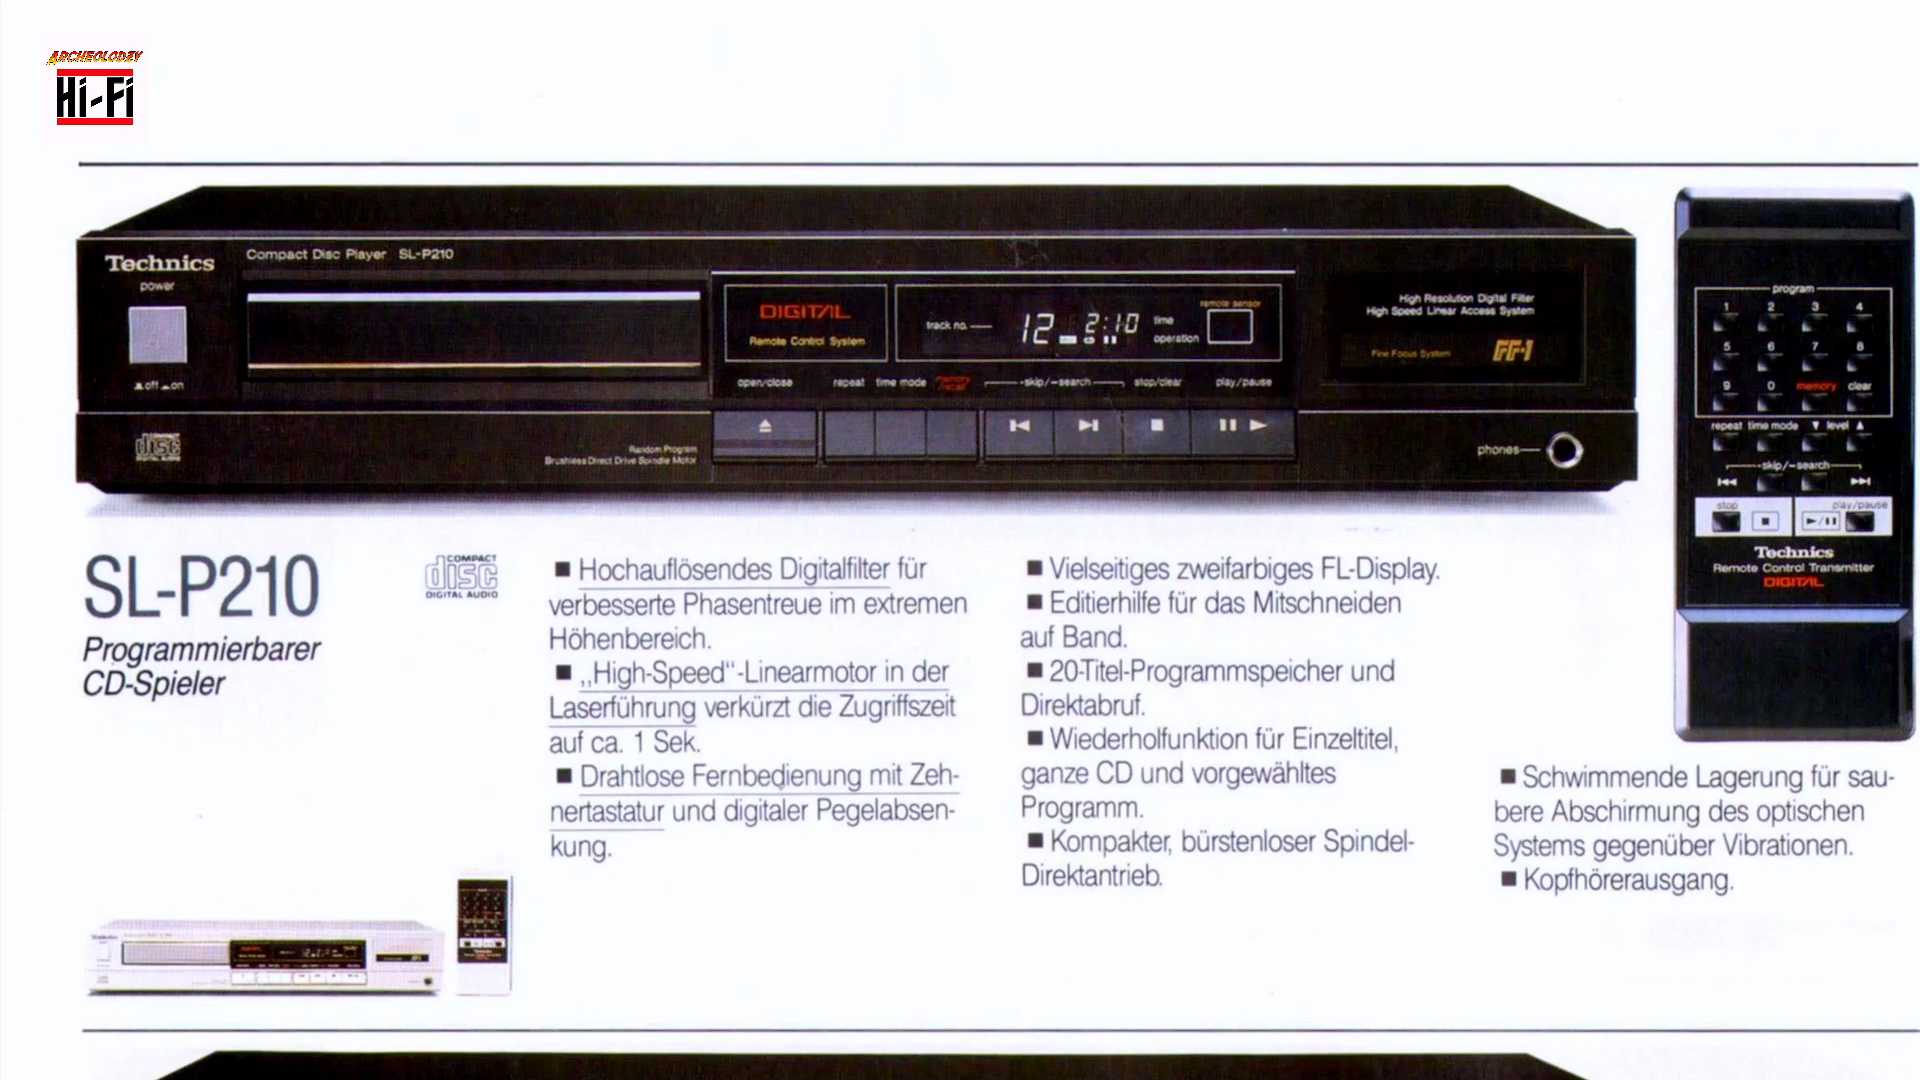 ARCHEOLODZY
Hi-Fi
Technics
Compact Disc Player SL-P210
power
off on
COMPACT
disc
DIGITAL AUDIO
Random Program
Brushless Direct Drive Spindle Motor
DIGITAL
Remote Control System
track no.
12 2:10
time
operation
remote sensor
open/close repeat time mode memory/recall skip/search stop/clear play/pause
High Resolution Digital Filter
High Speed Linear Access System
Fine Focus System FF-1
phones
program
1 2 3 4
5 6 7 8
9 0 memory clear
repeat time mode ▼ level ▲
skip/search
stop play/pause
Technics
Remote Control Transmitter
DIGITAL
SL-P210
Programmierbarer
CD-Spieler
COMPACT
disc
DIGITAL AUDIO
■ Hochauflösendes Digitalfilter für
verbesserte Phasentreue im extremen
Höhenbereich.
■ „High-Speed“-Linearmotor in der
Laserführung verkürzt die Zugriffszeit
auf ca. 1 Sek.
■ Drahtlose Fernbedienung mit Zeh-
nertastatur und digitaler Pegelabsen-
kung.
■ Vielseitiges zweifarbiges FL-Display.
■ Editierhilfe für das Mitschneiden
auf Band.
■ 20-Titel-Programmspeicher und
Direktabruf.
■ Wiederholfunktion für Einzeltitel,
ganze CD und vorgewähltes
Programm.
■ Kompakter, bürstenloser Spindel-
Direktantrieb.
■ Schwimmende Lagerung für sau-
bere Abschirmung des optischen
Systems gegenüber Vibrationen.
■ Kopfhörerausgang.